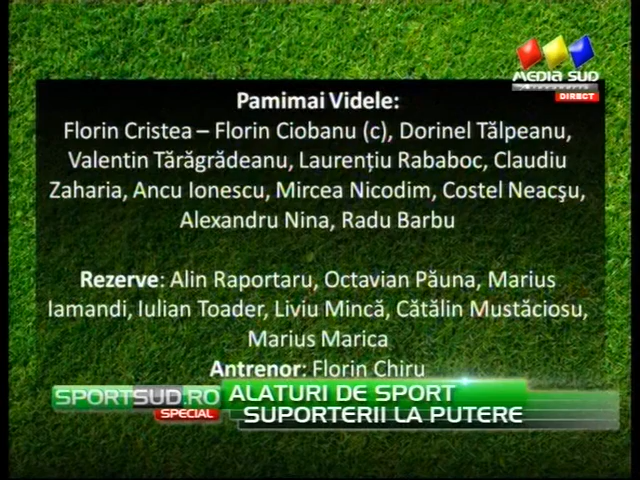 MEDIA SUD
Alexandria
DIRECT
Pamimai Videle:
Florin Cristea – Florin Ciobanu (c), Dorinel Tălpeanu,
Valentin Tărăgrădeanu, Laurențiu Rababoc, Claudiu
Zaharia, Ancu Ionescu, Mircea Nicodim, Costel Neacşu,
Alexandru Nina, Radu Barbu
Rezerve: Alin Raportaru, Octavian Păuna, Marius
Iamandi, Iulian Toader, Liviu Mincă, Cătălin Mustăciosu,
Marius Marica
Antrenor: Florin Chiru
SPORTSUD.RO
SPECIAL
ALATURI DE SPORT
SUPORTERII LA PUTERE